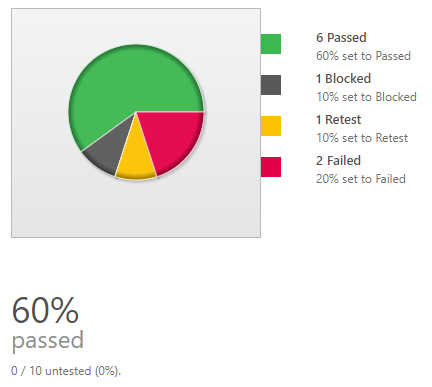 6 Passed
60% set to Passed
1 Blocked
10% set to Blocked
1 Retest
10% set to Retest
2 Failed
20% set to Failed
60%
passed
0 / 10 untested (0%).